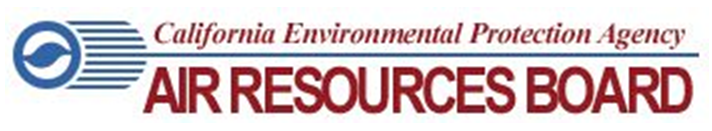 California Environmental Protection Agency
AIR RESOURCES BOARD